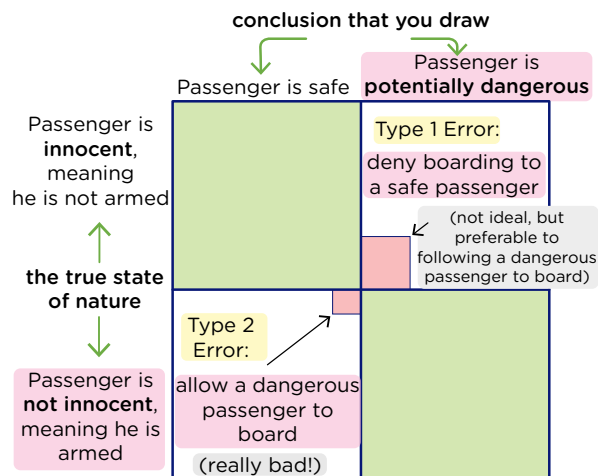 conclusion that you draw
Passenger is safe
Passenger is
potentially dangerous
Passenger is
innocent,
meaning
he is not armed
Type 1 Error:
deny boarding to
a safe passenger
(not ideal, but
preferable to
following a dangerous
passenger to board)
the true state
of nature
Type 2
Error:
allow a dangerous
passenger to
board
(really bad!)
Passenger is
not innocent,
meaning he is
armed